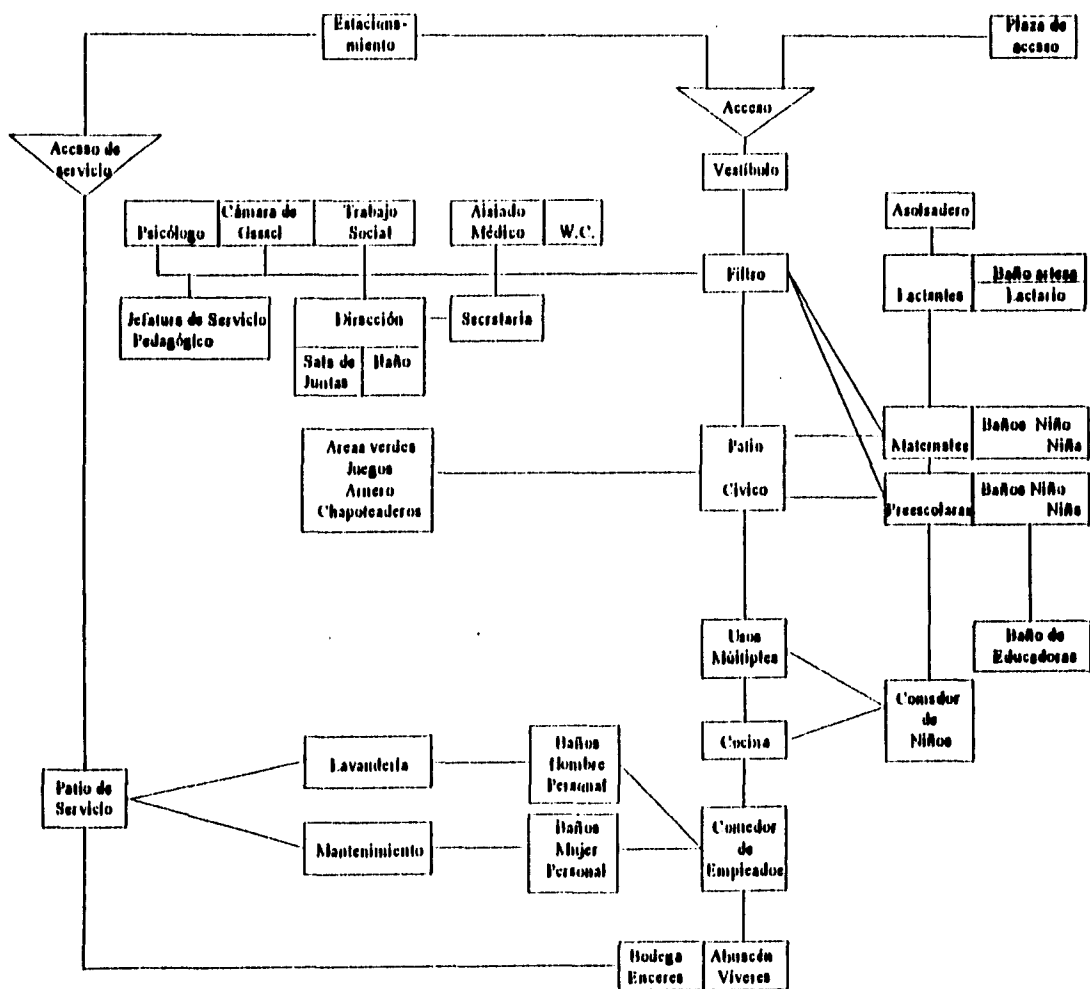 Estaciona-
miento
Plaza de
acceso
Acceso
Acceso de
servicio
Vestíbulo
Psicólogo
Cámara de
Gessel
Trabajo
Social
Aislado
Médico
W.C.
Asoleadero
Filtro
Lactantes
Baño artesa
Lactario
Jefatura de Servicio
Pedagógico
Dirección
Secretaria
Sala de
Juntas
Baño
Areas verdes
Juegos
Arnero
Chapoteaderos
Patio
Cívico
Maternales
Baños Niño
Niña
Preescolares
Baños Niño
Niña
Usos
Múltiples
Baño de
Educadoras
Comedor
de
Niños
Cocina
Lavandería
Baños
Hombre
Personal
Patio de
Servicio
Mantenimiento
Baños
Mujer
Personal
Comedor
de
Empleados
Bodega
Enceres
Almacén
Víveres